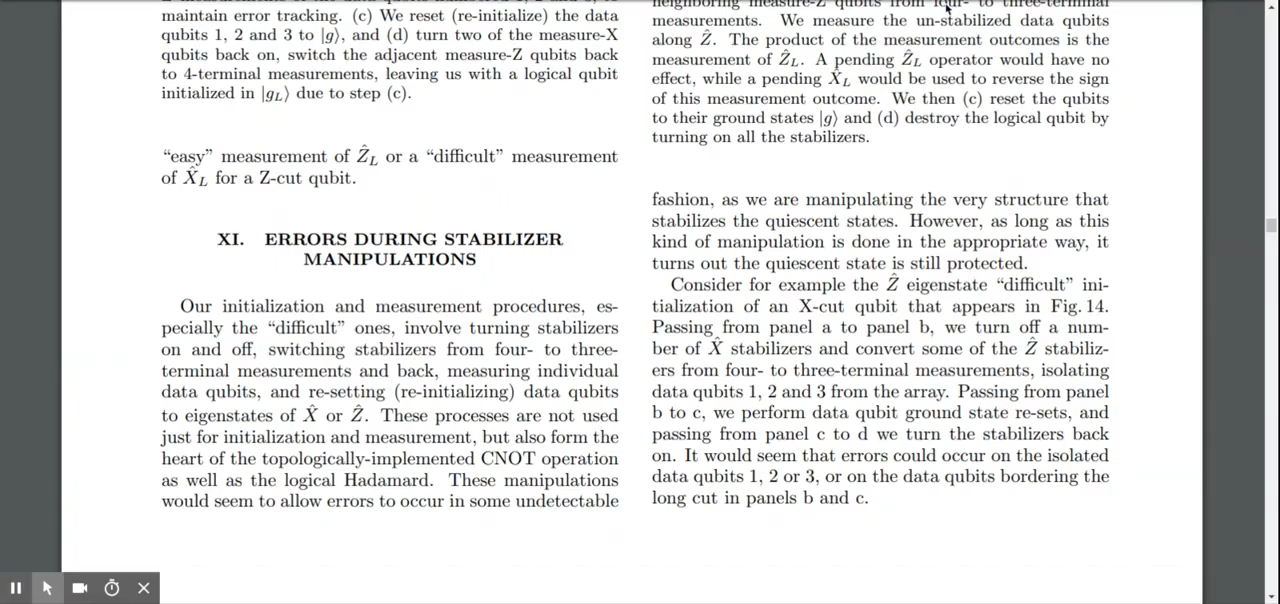 maintain error tracking. (c) We reset (re-initialize) the data
qubits 1, 2 and 3 to |g⟩, and (d) turn two of the measure-X
qubits back on, switch the adjacent measure-Z qubits back
to 4-terminal measurements, leaving us with a logical qubit
initialized in |g_L⟩ due to step (c).
“easy” measurement of Ẑ_L or a “difficult” measurement
of X̂_L for a Z-cut qubit.
XI. ERRORS DURING STABILIZER
MANIPULATIONS
Our initialization and measurement procedures, es-
pecially the “difficult” ones, involve turning stabilizers
on and off, switching stabilizers from four- to three-
terminal measurements and back, measuring individual
data qubits, and re-setting (re-initializing) data qubits
to eigenstates of X̂ or Ẑ. These processes are not used
just for initialization and measurement, but also form the
heart of the topologically-implemented CNOT operation
as well as the logical Hadamard. These manipulations
would seem to allow errors to occur in some undetectable
neighboring measure-Z qubits from four- to three-terminal
measurements. We measure the un-stabilized data qubits
along Ẑ. The product of the measurement outcomes is the
measurement of Ẑ_L. A pending Ẑ_L operator would have no
effect, while a pending X̂_L would be used to reverse the sign
of this measurement outcome. We then (c) reset the qubits
to their ground states |g⟩ and (d) destroy the logical qubit by
turning on all the stabilizers.
fashion, as we are manipulating the very structure that
stabilizes the quiescent states. However, as long as this
kind of manipulation is done in the appropriate way, it
turns out the quiescent state is still protected.
Consider for example the Ẑ eigenstate “difficult” ini-
tialization of an X-cut qubit that appears in Fig. 14.
Passing from panel a to panel b, we turn off a num-
ber of X̂ stabilizers and convert some of the Ẑ stabiliz-
ers from four- to three-terminal measurements, isolating
data qubits 1, 2 and 3 from the array. Passing from panel
b to c, we perform data qubit ground state re-sets, and
passing from panel c to d we turn the stabilizers back
on. It would seem that errors could occur on the isolated
data qubits 1, 2 or 3, or on the data qubits bordering the
long cut in panels b and c.